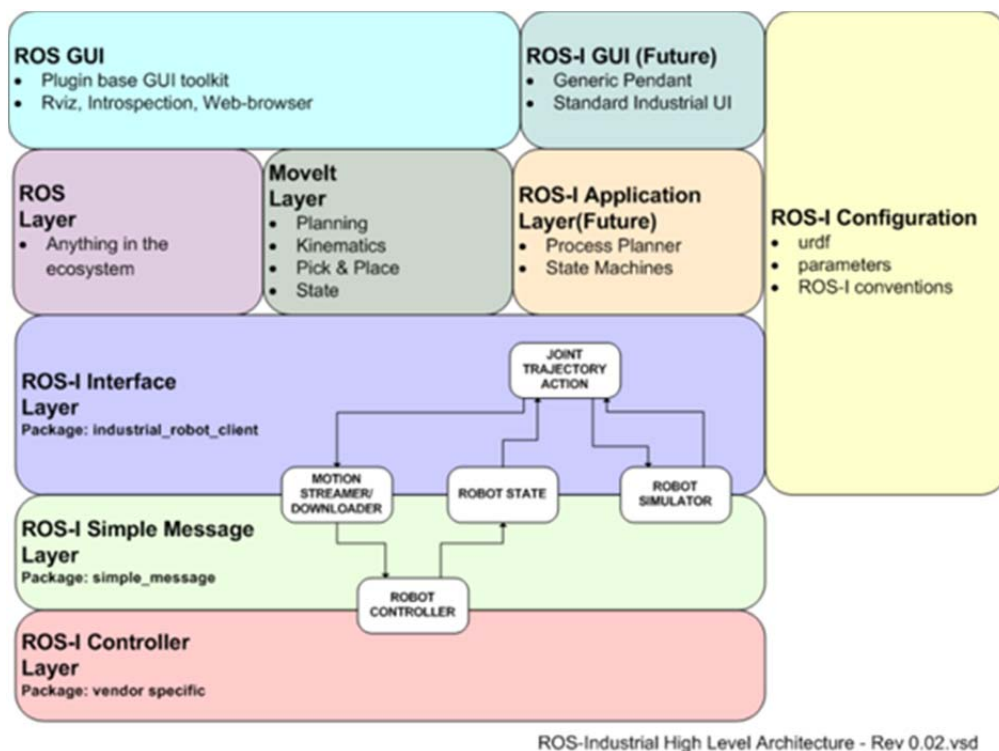 ROS GUI
• Plugin base GUI toolkit
• Rviz, Introspection, Web-browser
ROS-I GUI (Future)
• Generic Pendant
• Standard Industrial UI
ROS
Layer
• Anything in the
ecosystem
MoveIt
Layer
• Planning
• Kinematics
• Pick & Place
• State
ROS-I Application
Layer(Future)
• Process Planner
• State Machines
ROS-I Configuration
• urdf
• parameters
• ROS-I conventions
ROS-I Interface
Layer
Package: industrial_robot_client
JOINT
TRAJECTORY
ACTION
MOTION
STREAMER/
DOWNLOADER
ROBOT STATE
ROBOT
SIMULATOR
ROS-I Simple Message
Layer
Package: simple_message
ROBOT
CONTROLLER
ROS-I Controller
Layer
Package: vendor specific
ROS-Industrial High Level Architecture - Rev 0.02.vsd